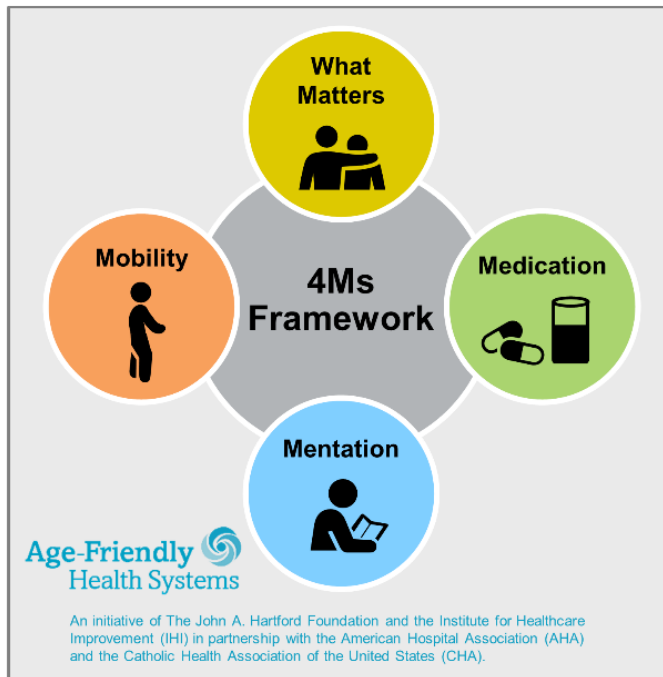 What
Matters
Mobility
4Ms
Framework
Medication
Mentation
Age-Friendly
Health Systems
An initiative of The John A. Hartford Foundation and the Institute for Healthcare
Improvement (IHI) in partnership with the American Hospital Association (AHA)
and the Catholic Health Association of the United States (CHA).